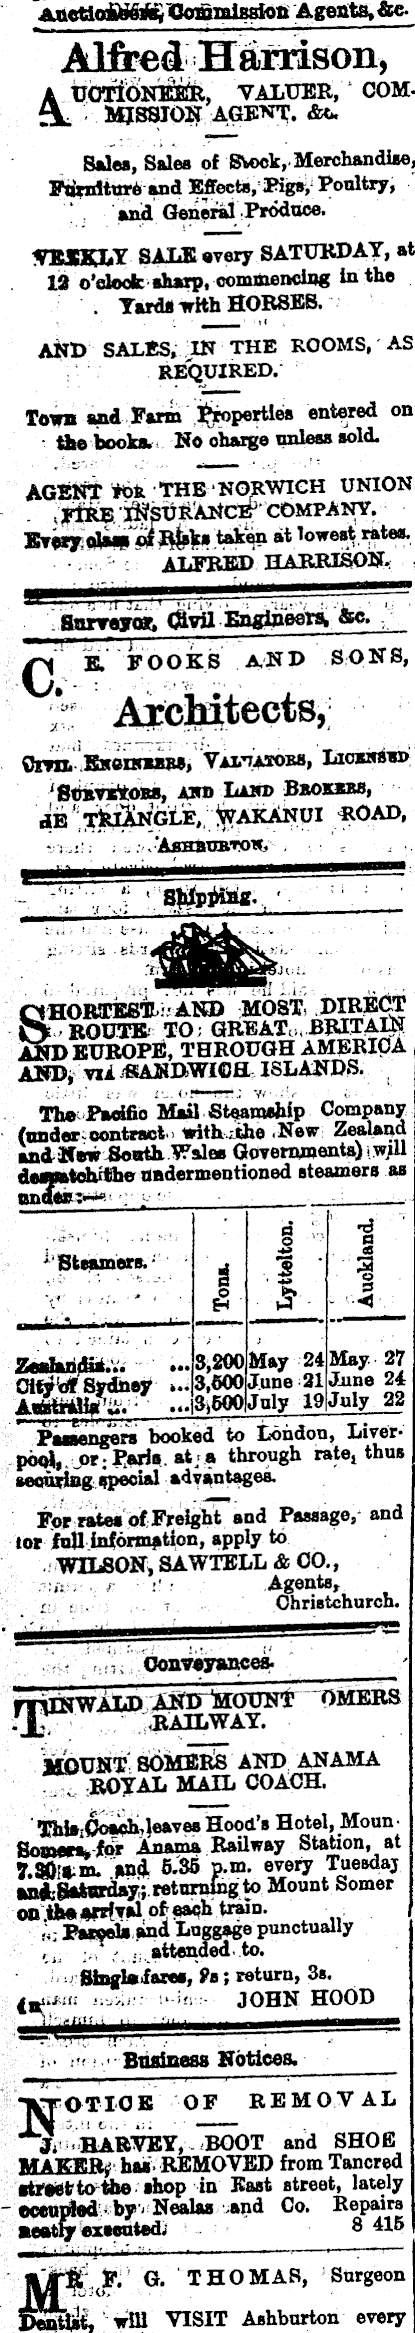 Auctioneers, Commission Agents, &c.
Alfred Harrison,
AUCTIONEER, VALUER, COM-
MISSION AGENT, &c.
Sales, Sales of Stock, Merchandise,
Furniture and Effects, Pigs, Poultry,
and General Produce.
WEEKLY SALE every SATURDAY, at
12 o'clock sharp, commencing in the
Yards with HORSES.
AND SALES, IN THE ROOMS, AS
REQUIRED.
Town and Farm Properties entered on
the books. No charge unless sold.
AGENT FOR THE NORWICH UNION
FIRE INSURANCE COMPANY.
Every class of Risks taken at lowest rates.
ALFRED HARRISON.
Surveyor, Civil Engineers, &c.
C. E. FOOKS AND SONS,
Architects,
CIVIL ENGINEERS, VALUATORS, LICENSED
SURVEYORS, AND LAND BROKERS,
HE TRIANGLE, WAKANUI ROAD,
ASHBURTON.
Shipping.
SHORTEST AND MOST DIRECT
ROUTE TO GREAT BRITAIN
AND EUROPE, THROUGH AMERICA
AND, VIA SANDWICH ISLANDS.
The Pacific Mail Steamship Company
(under contract with the New Zealand
and New South Wales Governments) will
despatch the undermentioned steamers as
under:—
Steamers. Tons. Lyttelton. Auckland.
Zealandia... ... 3,200 May 24 May 27
City of Sydney ... 3,500 June 21 June 24
Australia ... ... 3,500 July 19 July 22
Passengers booked to London, Liver-
pool, or Paris at a through rate, thus
securing special advantages.
For rates of Freight and Passage, and
for full information, apply to
WILSON, SAWTELL & CO.,
Agents,
Christchurch.
Conveyances.
TINWALD AND MOUNT OMERS
RAILWAY.
MOUNT SOMERS AND ANAMA
ROYAL MAIL COACH.
This Coach leaves Hood's Hotel, Moun
Somers, for Anama Railway Station, at
7.30 a.m. and 5.35 p.m. every Tuesday
and Saturday; returning to Mount Somer
on the arrival of each train.
Parcels and Luggage punctually
attended to.
Single fares, 2s; return, 3s.
JOHN HOOD
Business Notices.
NOTICE OF REMOVAL
J. HARVEY, BOOT and SHOE
MAKER, has REMOVED from Tancred
street to the shop in East street, lately
occupied by Nealas and Co. Repairs
neatly executed. 8 415
MR F. G. THOMAS, Surgeon
Dentist, will VISIT Ashburton every